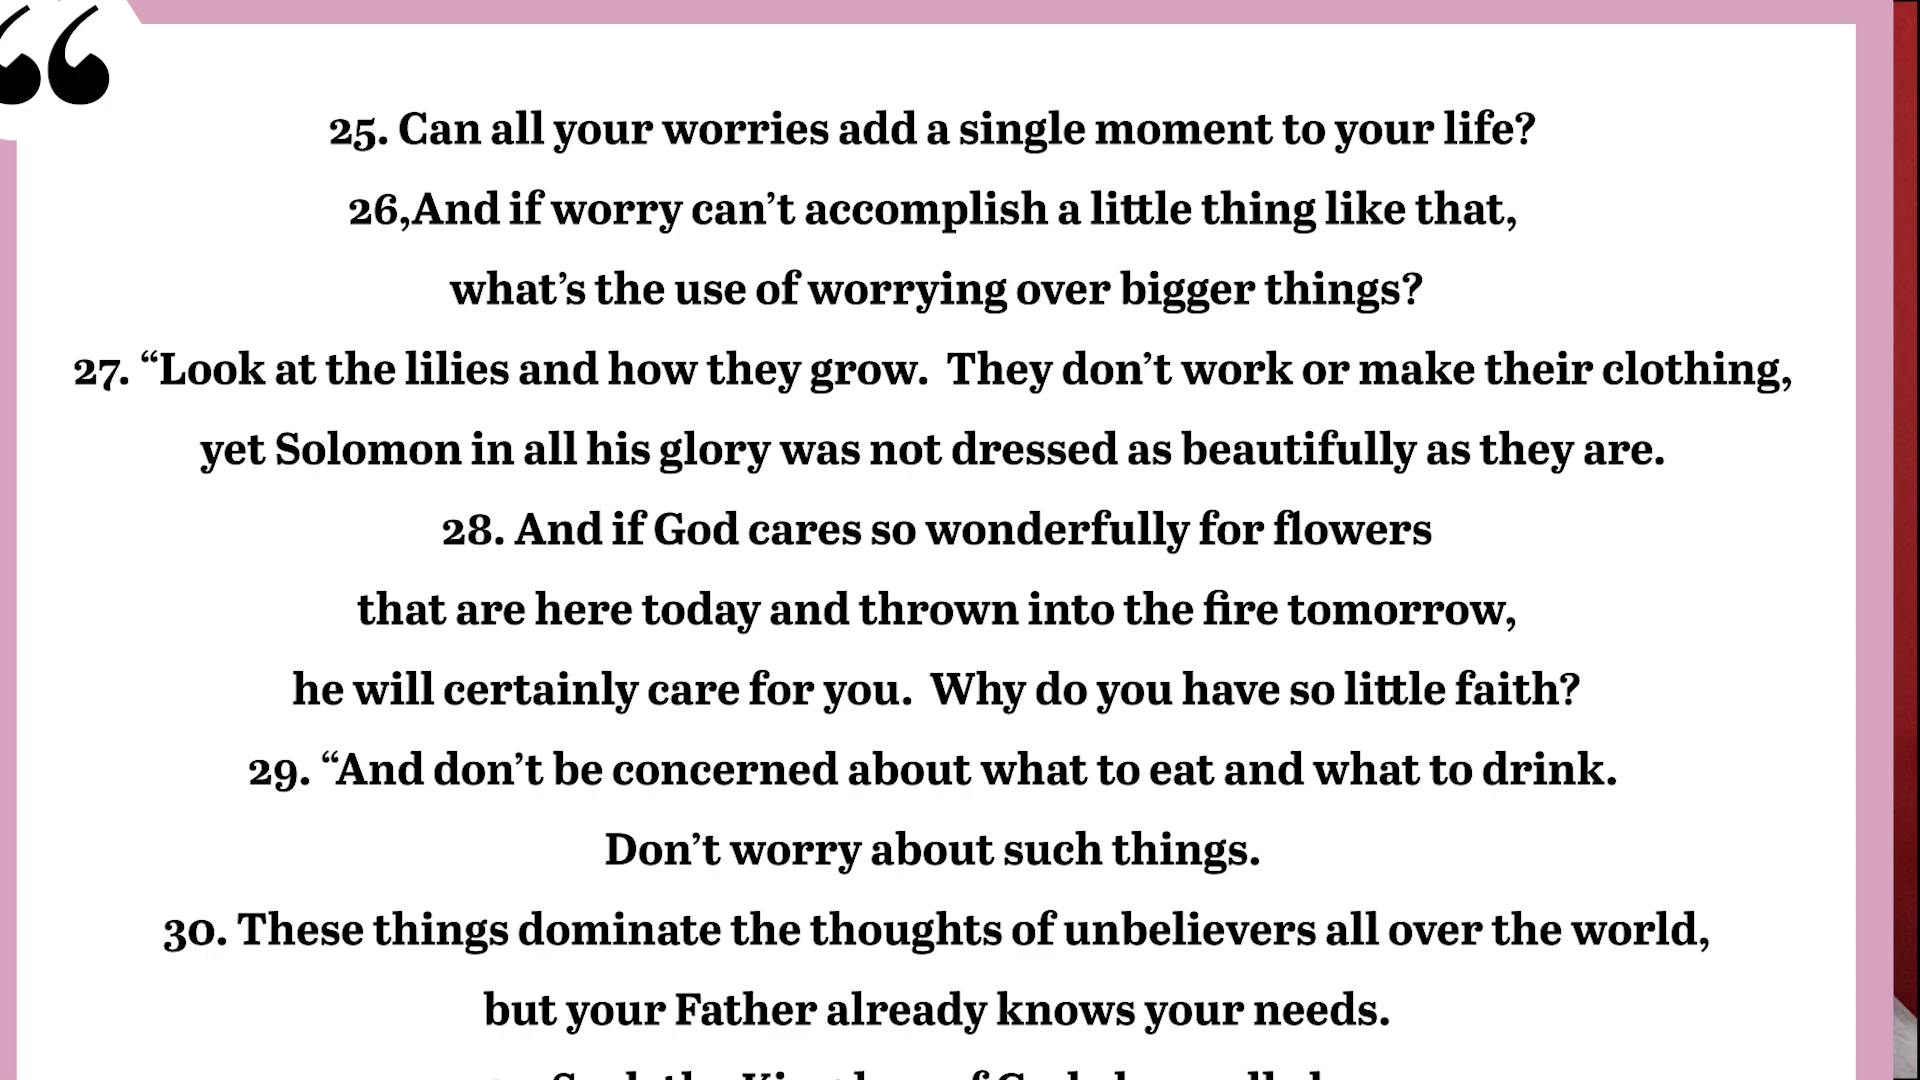 “
25. Can all your worries add a single moment to your life?
26,And if worry can’t accomplish a little thing like that,
what’s the use of worrying over bigger things?
27. “Look at the lilies and how they grow.  They don’t work or make their clothing,
yet Solomon in all his glory was not dressed as beautifully as they are.
28. And if God cares so wonderfully for flowers
that are here today and thrown into the fire tomorrow,
he will certainly care for you.  Why do you have so little faith?
29. “And don’t be concerned about what to eat and what to drink.
Don’t worry about such things.
30. These things dominate the thoughts of unbelievers all over the world,
but your Father already knows your needs.